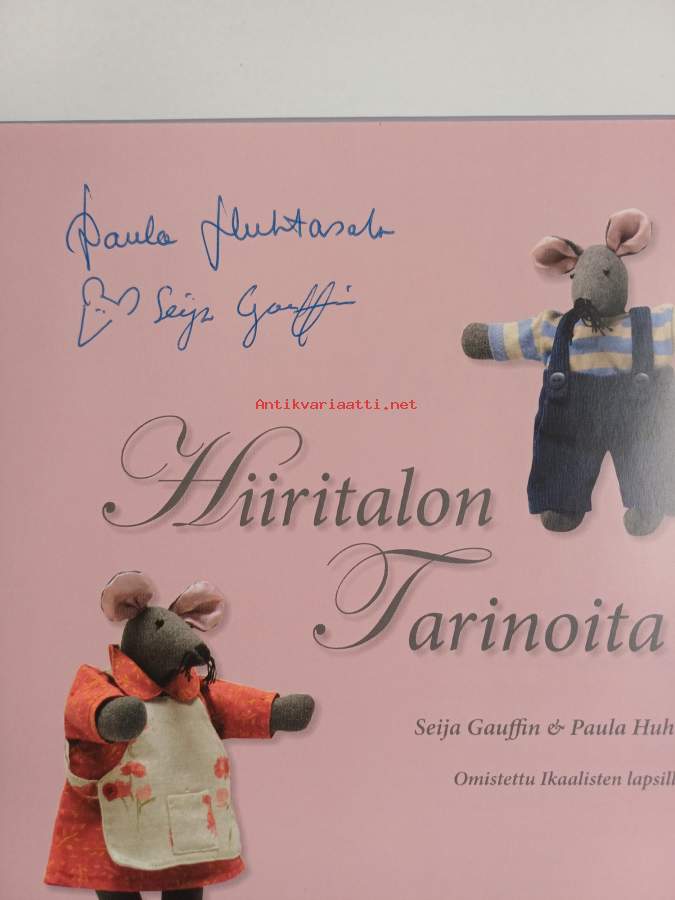 Paula Huhtasalo
Seija Gauffin
Antikvariaatti.net
Hiiritalon
Tarinoita
Seija Gauffin & Paula Huh
Omistettu Ikaalisten lapsill